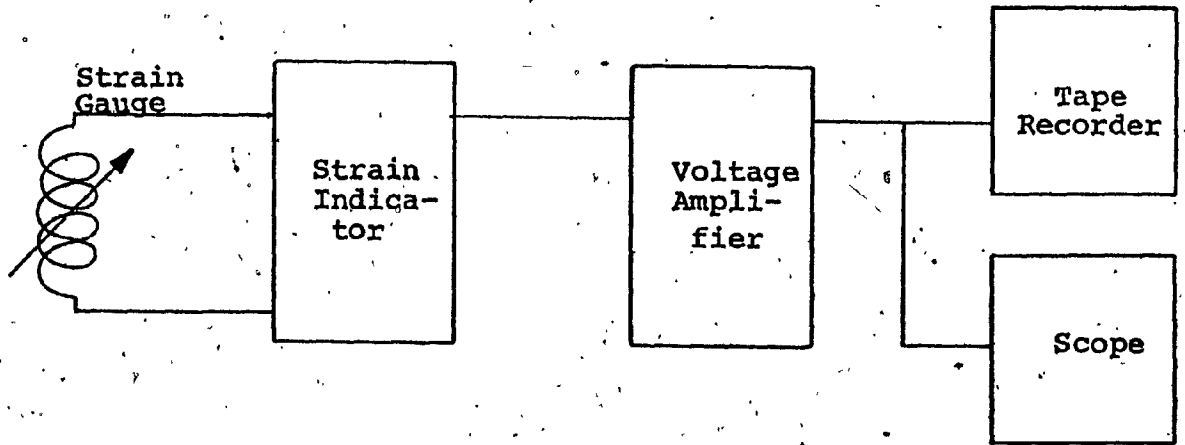 Strain
Gauge
Strain
Indica-
tor
Voltage
Ampli-
fier
Tape
Recorder
Scope